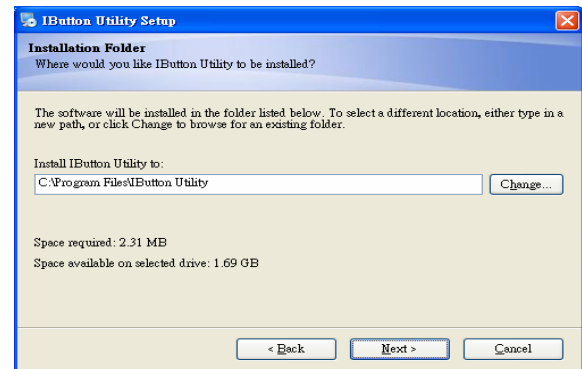 IButton Utility Setup
Installation Folder
Where would you like IButton Utility to be installed?
The software will be installed in the folder listed below. To select a different location, either type in a
new path, or click Change to browse for an existing folder.
Install IButton Utility to:
C:\Program Files\IButton Utility
Change...
Space required: 2.31 MB
Space available on selected drive: 1.69 GB
< Back
Next >
Cancel